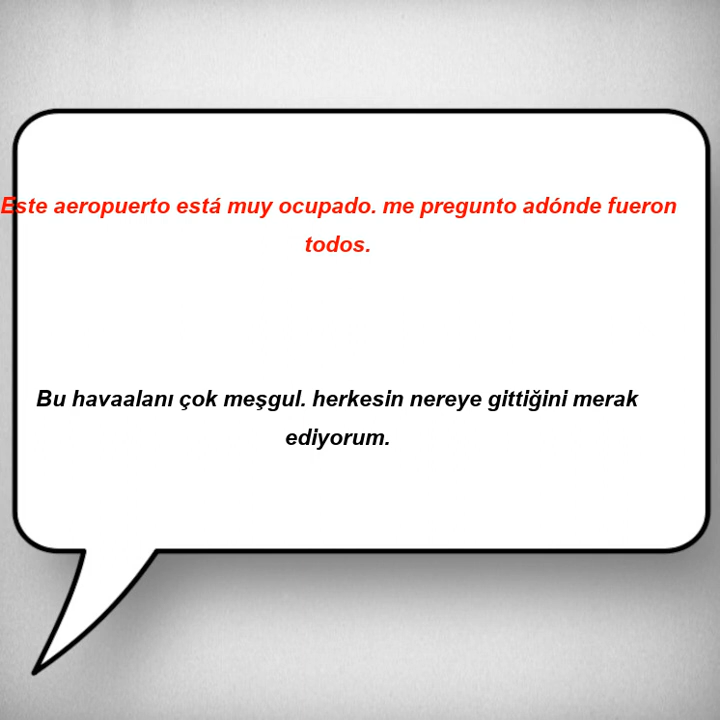 Este aeropuerto está muy ocupado. me pregunto adónde fueron
todos.
Bu havaalanı çok meşgul. herkesin nereye gittiğini merak
ediyorum.